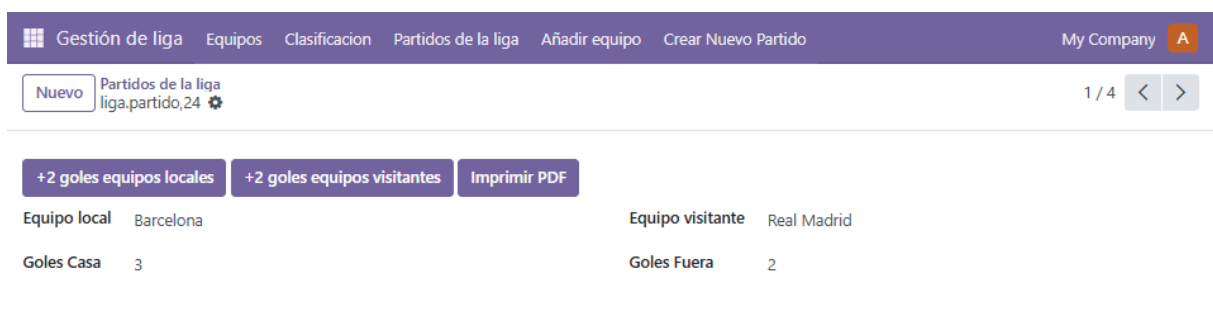 Gestión de liga Equipos Clasificacion Partidos de la liga Añadir equipo Crear Nuevo Partido My Company A
Nuevo Partidos de la liga
liga.partido,24 1 / 4
+2 goles equipos locales +2 goles equipos visitantes Imprimir PDF
Equipo local Barcelona Equipo visitante Real Madrid
Goles Casa 3 Goles Fuera 2